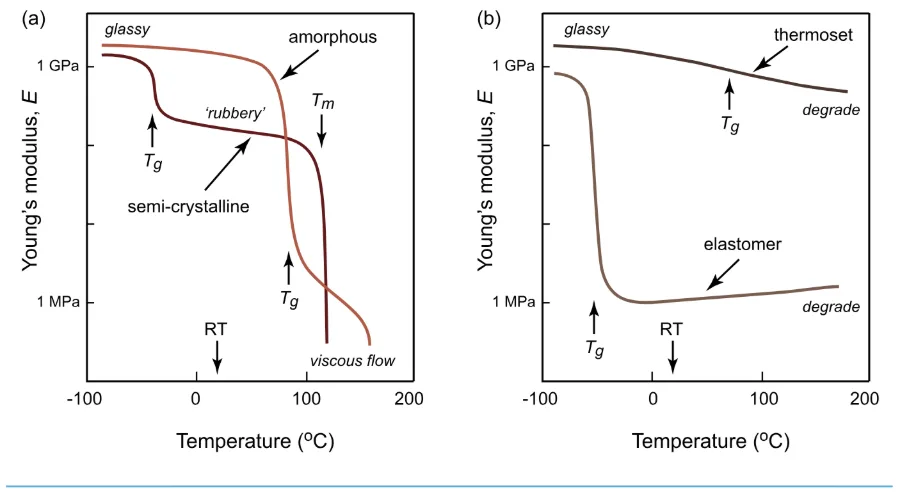 (a)
glassy
amorphous
1 GPa
'rubbery'
Tm
Tg
semi-crystalline
Tg
1 MPa
RT
viscous flow
Young's modulus, E
-100
0
100
200
Temperature (ºC)
(b)
glassy
thermoset
1 GPa
degrade
Tg
elastomer
1 MPa
degrade
RT
Tg
Young's modulus, E
-100
0
100
200
Temperature (ºC)